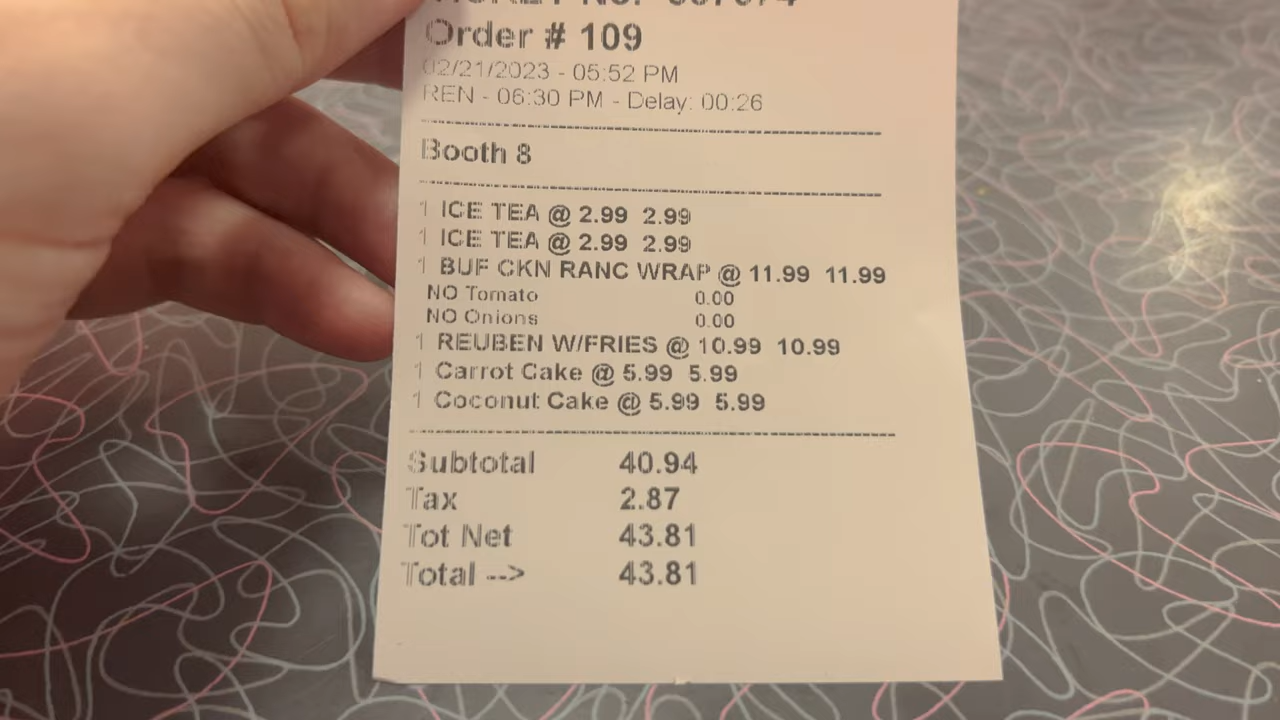 Order # 109
02/21/2023 - 05:52 PM
REN - 06:30 PM - Delay: 00:26
Booth 8
1 ICE TEA @ 2.99 2.99
1 ICE TEA @ 2.99 2.99
1 BUF CKN RANC WRAP @ 11.99 11.99
NO Tomato 0.00
NO Onions 0.00
1 REUBEN W/FRIES @ 10.99 10.99
1 Carrot Cake @ 5.99 5.99
1 Coconut Cake @ 5.99 5.99
Subtotal 40.94
Tax 2.87
Tot Net 43.81
Total --> 43.81